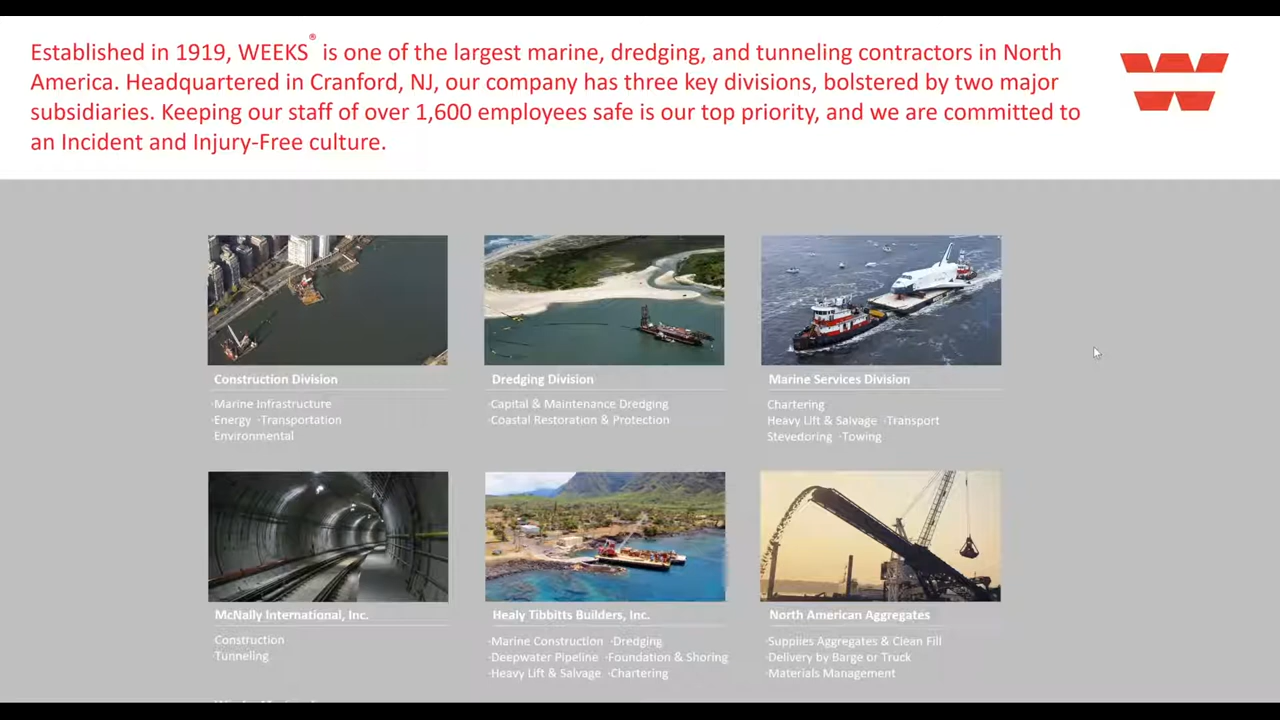 Established in 1919, WEEKS® is one of the largest marine, dredging, and tunneling contractors in North
America. Headquartered in Cranford, NJ, our company has three key divisions, bolstered by two major
subsidiaries. Keeping our staff of over 1,600 employees safe is our top priority, and we are committed to
an Incident and Injury-Free culture.
Construction Division
·Marine Infrastructure
·Energy ·Transportation
Environmental
Dredging Division
·Capital & Maintenance Dredging
·Coastal Restoration & Protection
Marine Services Division
Chartering
Heavy Lift & Salvage ·Transport
Stevedoring ·Towing
McNally International, Inc.
Construction
·Tunneling
Healy Tibbitts Builders, Inc.
·Marine Construction ·Dredging
·Deepwater Pipeline ·Foundation & Shoring
·Heavy Lift & Salvage ·Chartering
North American Aggregates
·Supplies Aggregates & Clean Fill
·Delivery by Barge or Truck
·Materials Management